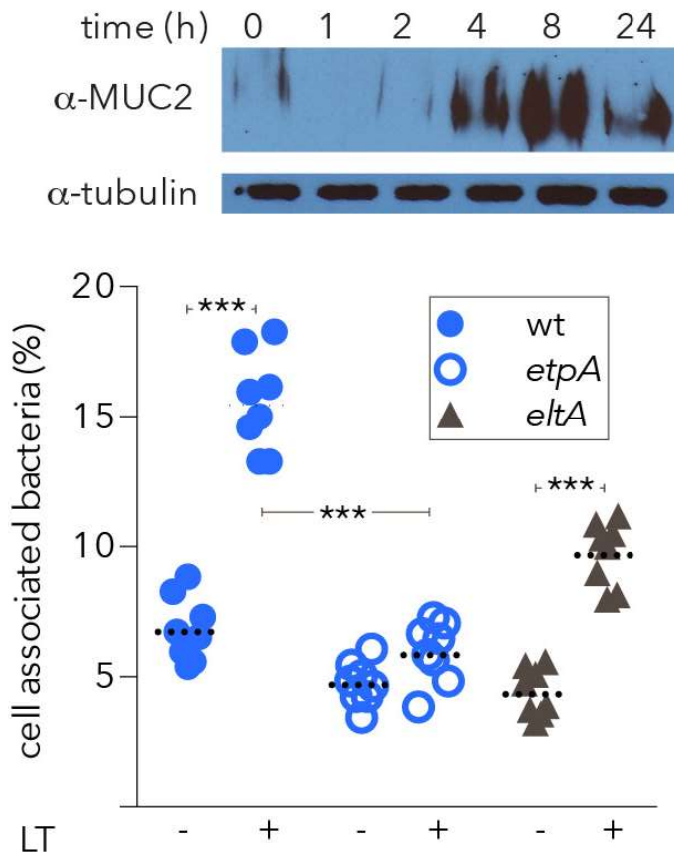 time (h) 0 1 2 4 8 24
α-MUC2
α-tubulin
cell associated bacteria (%)
20
15
10
5
***
***
***
wt
etpA
eltA
LT - + - + - +